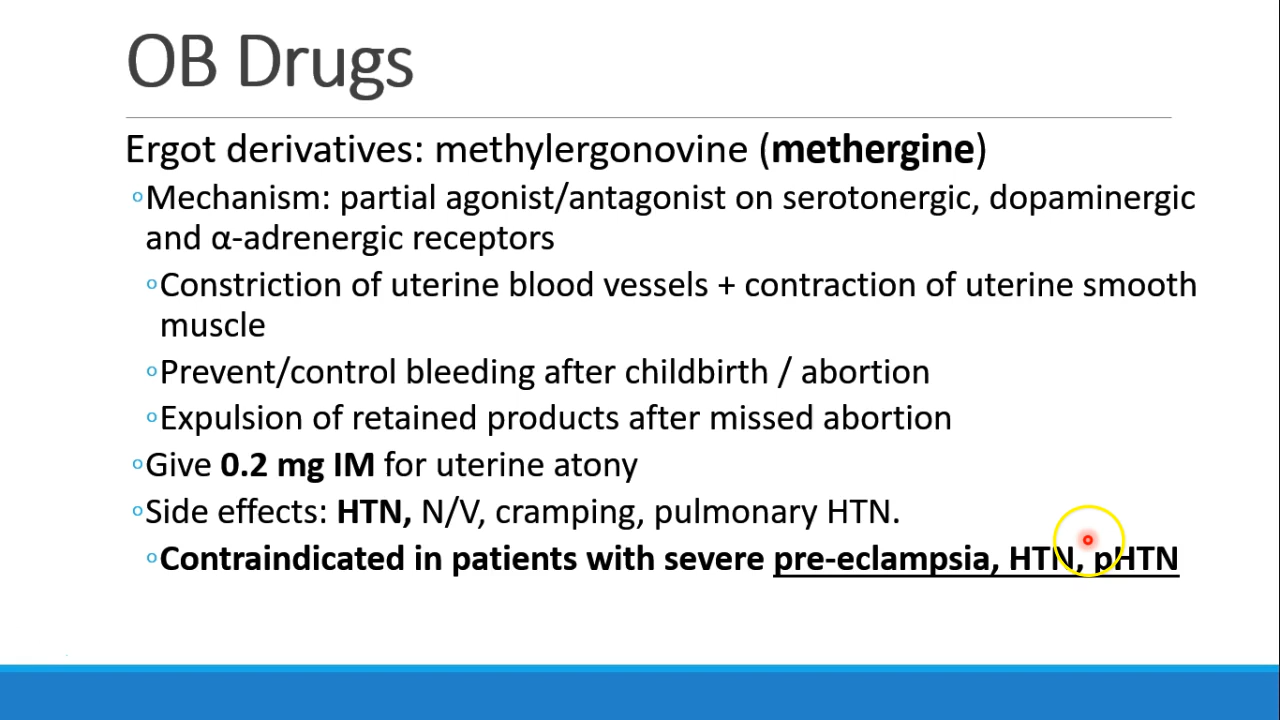 OB Drugs
Ergot derivatives: methylergonovine (methergine)
◦Mechanism: partial agonist/antagonist on serotonergic, dopaminergic
and α-adrenergic receptors
◦Constriction of uterine blood vessels + contraction of uterine smooth
muscle
◦Prevent/control bleeding after childbirth / abortion
◦Expulsion of retained products after missed abortion
◦Give 0.2 mg IM for uterine atony
◦Side effects: HTN, N/V, cramping, pulmonary HTN.
◦Contraindicated in patients with severe pre-eclampsia, HTN, pHTN